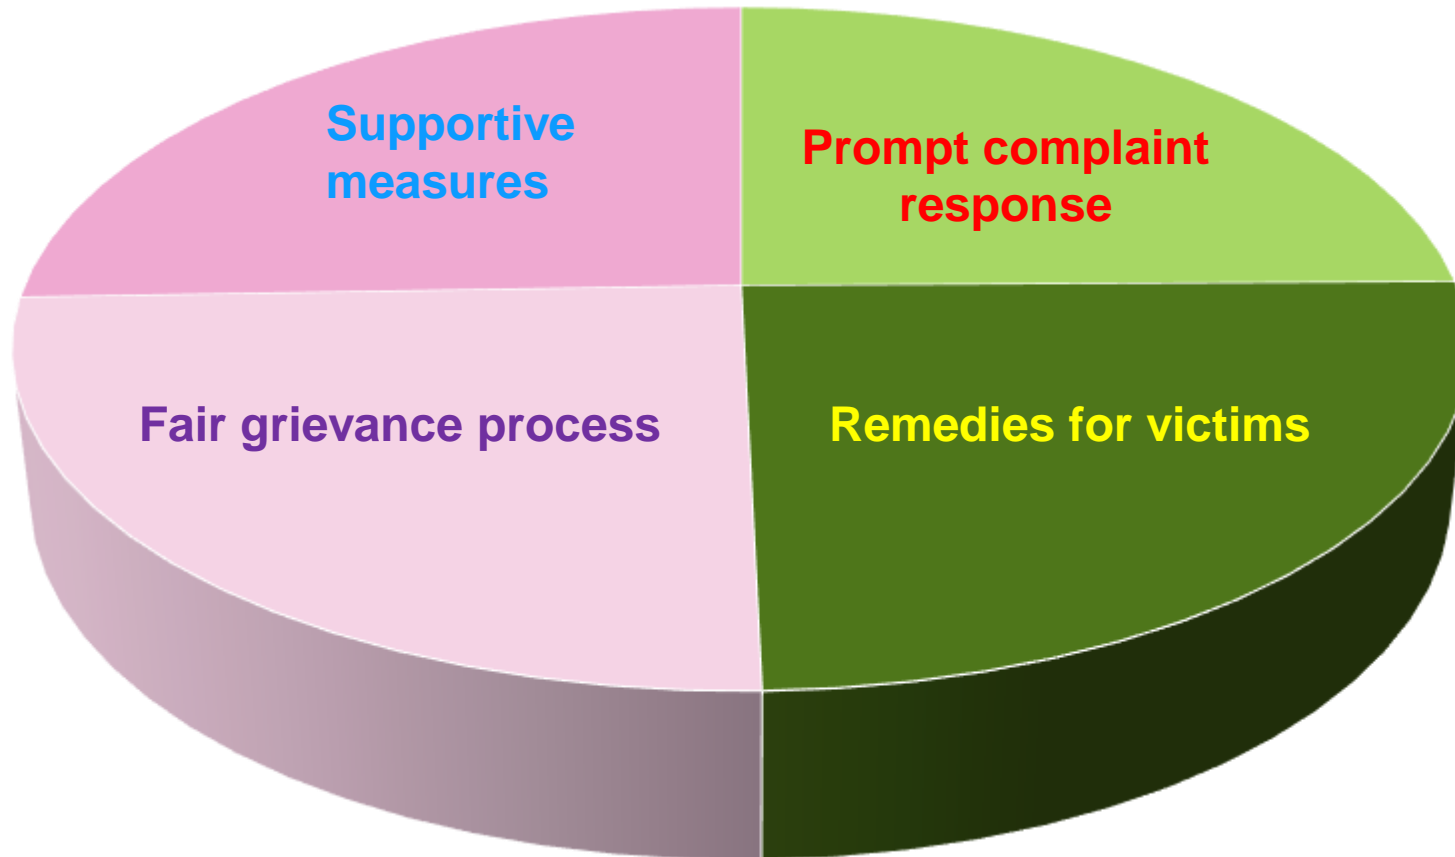 Supportive
measures
Prompt complaint
response
Fair grievance process
Remedies for victims